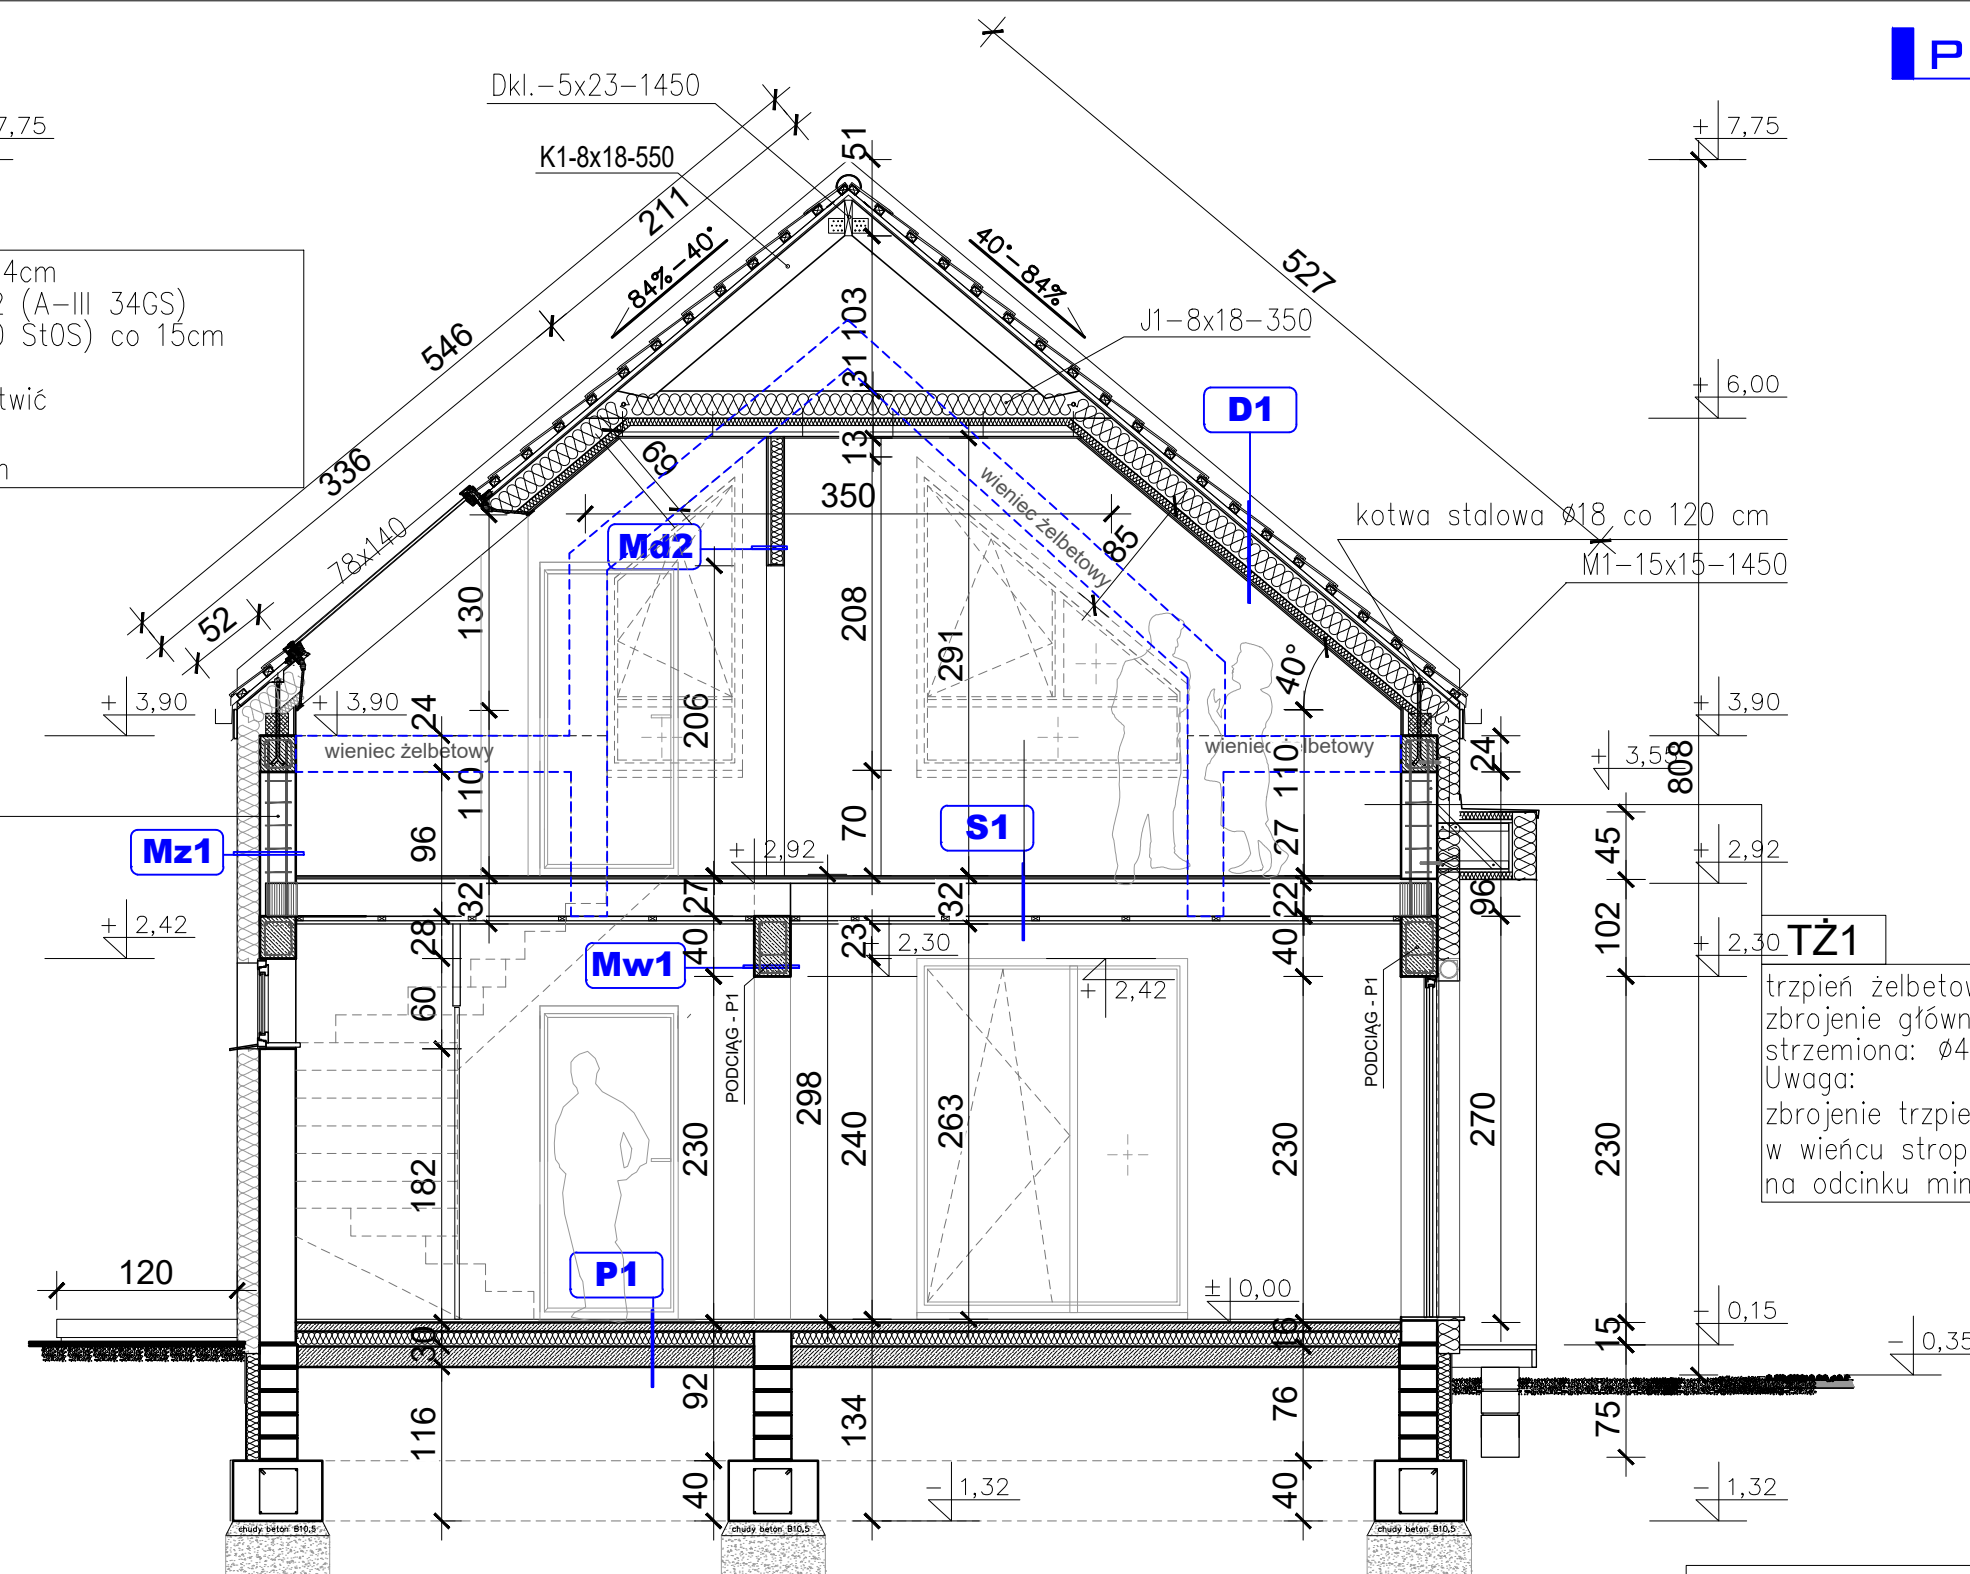 P
Dkl.-5x23-1450
K1-8x18-550
7,75
51
+ 7,75
211
84%-40°
40°-84%
527
4cm
2 (A-III 34GS)
0 StOS) co 15cm
twić
103
J1-8x18-350
546
31
+ 6,00
D1
336
69
13
350
wieniec żelbetowy
85
kotwa stalowa ø18 co 120 cm
78x140
Md2
M1-15x15-1450
52
130
208
291
40°
+ 3,90
+ 3,90
24
206
+ 3,90
wieniec żelbetowy
110
110
24
+ 3,55
808
Mz1
96
70
S1
27
45
+ 2,92
+ 2,92
32
27
32
22
96
102
+ 2,42
28
40
23
+ 2,30
40
+ 2,30
TŻ1
Mw1
+ 2,42
60
PODCIĄG - P1
PODCIĄG - P1
trzpień żelbetow
zbrojenie główn
strzemiona: ø4
Uwaga:
zbrojenie trzpie
w wieńcu strop
na odcinku min
298
240
263
270
182
230
230
230
120
P1
± 0,00
30
16
15
- 0,15
- 0,35
92
116
134
76
75
40
- 1,32
40
- 1,32
chudy beton B10,5
chudy beton B10,5
chudy beton B10,5